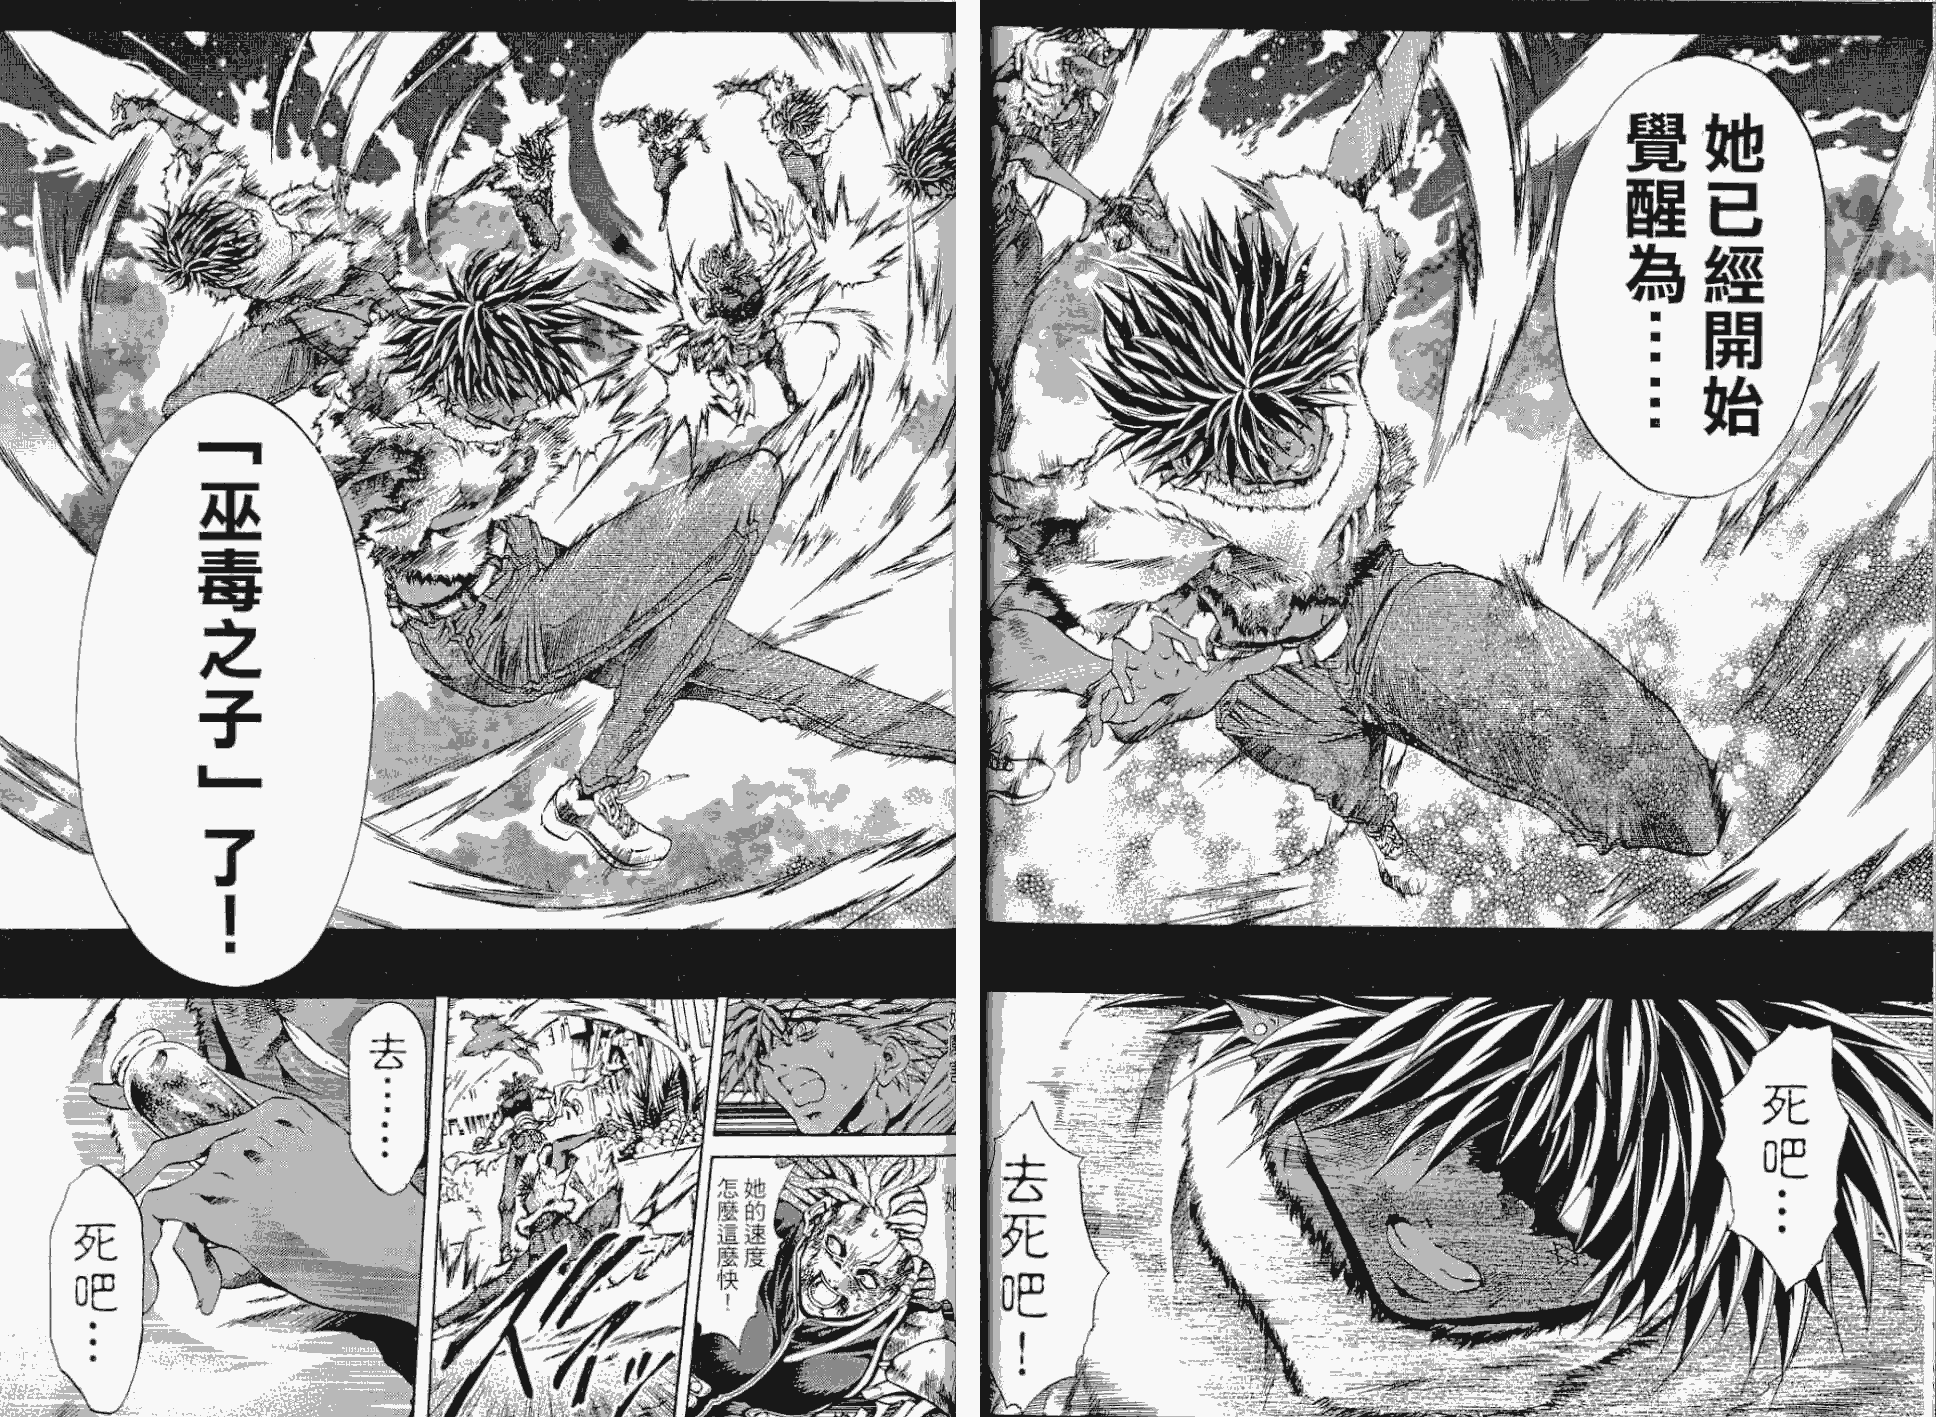 她已經開始
覺醒為……
「巫毒之子」了！
死吧…
去死吧！
她的速度
怎麼這麼快！
去……
死吧…